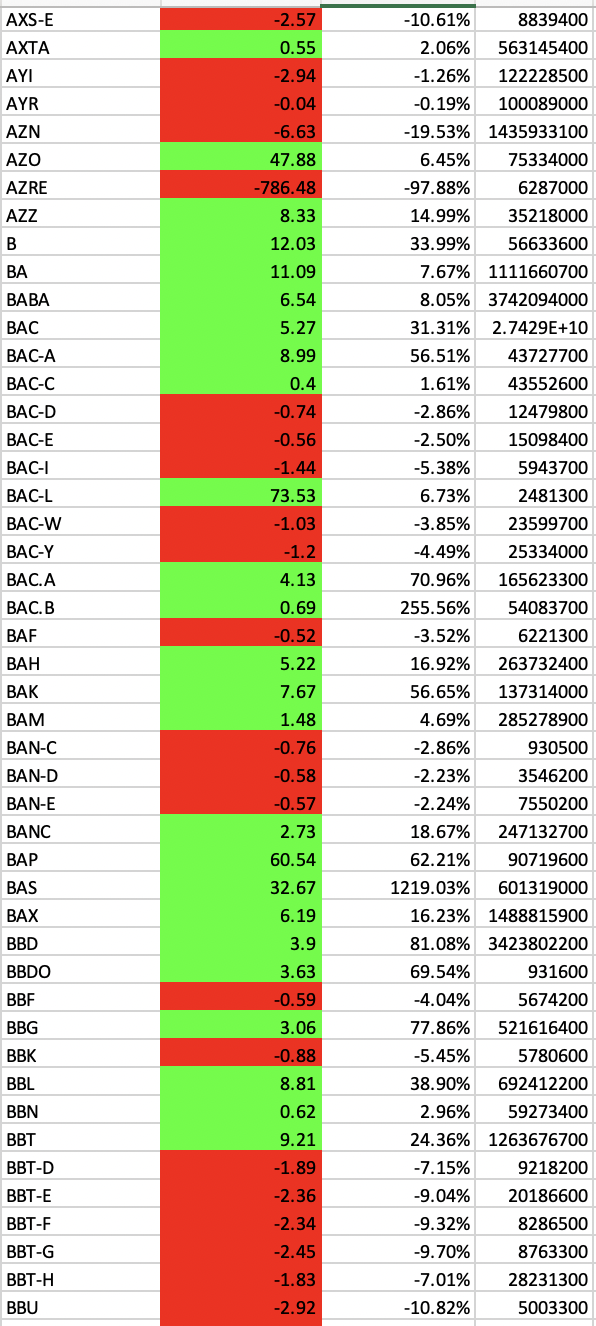 AXS-E -2.57 -10.61% 8839400
AXTA 0.55 2.06% 563145400
AYI -2.94 -1.26% 122228500
AYR -0.04 -0.19% 100089000
AZN -6.63 -19.53% 1435933100
AZO 47.88 6.45% 75334000
AZRE -786.48 -97.88% 6287000
AZZ 8.33 14.99% 35218000
B 12.03 33.99% 56633600
BA 11.09 7.67% 1111660700
BABA 6.54 8.05% 3742094000
BAC 5.27 31.31% 2.7429E+10
BAC-A 8.99 56.51% 43727700
BAC-C 0.4 1.61% 43552600
BAC-D -0.74 -2.86% 12479800
BAC-E -0.56 -2.50% 15098400
BAC-I -1.44 -5.38% 5943700
BAC-L 73.53 6.73% 2481300
BAC-W -1.03 -3.85% 23599700
BAC-Y -1.2 -4.49% 25334000
BAC.A 4.13 70.96% 165623300
BAC.B 0.69 255.56% 54083700
BAF -0.52 -3.52% 6221300
BAH 5.22 16.92% 263732400
BAK 7.67 56.65% 137314000
BAM 1.48 4.69% 285278900
BAN-C -0.76 -2.86% 930500
BAN-D -0.58 -2.23% 3546200
BAN-E -0.57 -2.24% 7550200
BANC 2.73 18.67% 247132700
BAP 60.54 62.21% 90719600
BAS 32.67 1219.03% 601319000
BAX 6.19 16.23% 1488815900
BBD 3.9 81.08% 3423802200
BBDO 3.63 69.54% 931600
BBF -0.59 -4.04% 5674200
BBG 3.06 77.86% 521616400
BBK -0.88 -5.45% 5780600
BBL 8.81 38.90% 692412200
BBN 0.62 2.96% 59273400
BBT 9.21 24.36% 1263676700
BBT-D -1.89 -7.15% 9218200
BBT-E -2.36 -9.04% 20186600
BBT-F -2.34 -9.32% 8286500
BBT-G -2.45 -9.70% 8763300
BBT-H -1.83 -7.01% 28231300
BBU -2.92 -10.82% 5003300